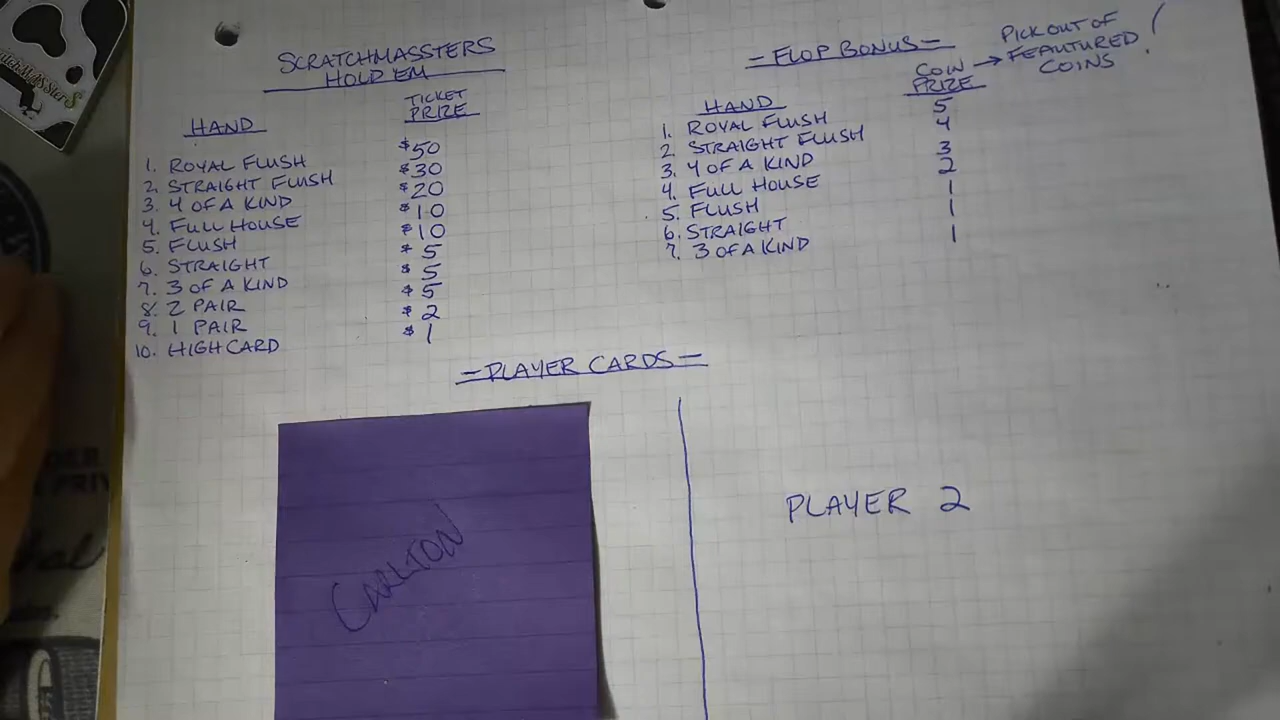 SCRATCHMASSTERS
HOLD'EM
HAND
TICKET
PRIZE
1. ROYAL FLUSH $50
2. STRAIGHT FLUSH $30
3. 4 OF A KIND $20
4. FULL HOUSE $10
5. FLUSH $10
6. STRAIGHT $5
7. 3 OF A KIND $5
8. 2 PAIR $5
9. 1 PAIR $2
10. HIGH CARD $1
- FLOP BONUS -
PICK OUT OF
FEAUTURED
COINS !
HAND
COIN
PRIZE
1. ROYAL FLUSH 5
2. STRAIGHT FLUSH 4
3. 4 OF A KIND 3
4. FULL HOUSE 2
5. FLUSH 1
6. STRAIGHT 1
7. 3 OF A KIND 1
- PLAYER CARDS -
CARLTON
PLAYER 2